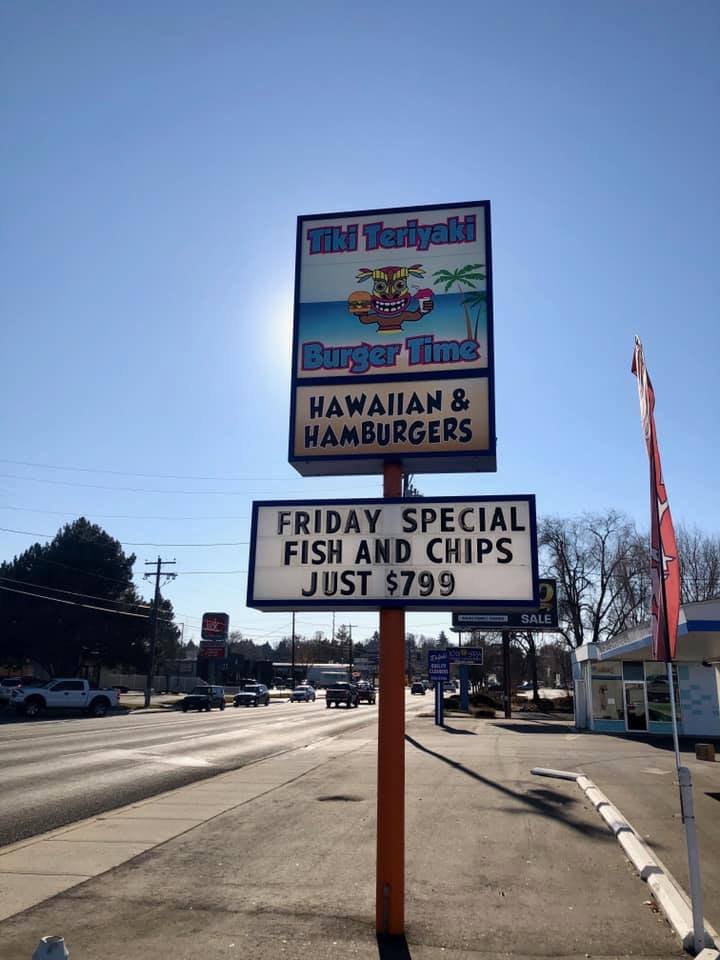 Tiki Teriyaki
Burger Time
HAWAIIAN &
HAMBURGERS
FRIDAY SPECIAL
FISH AND CHIPS
JUST $799
SALE